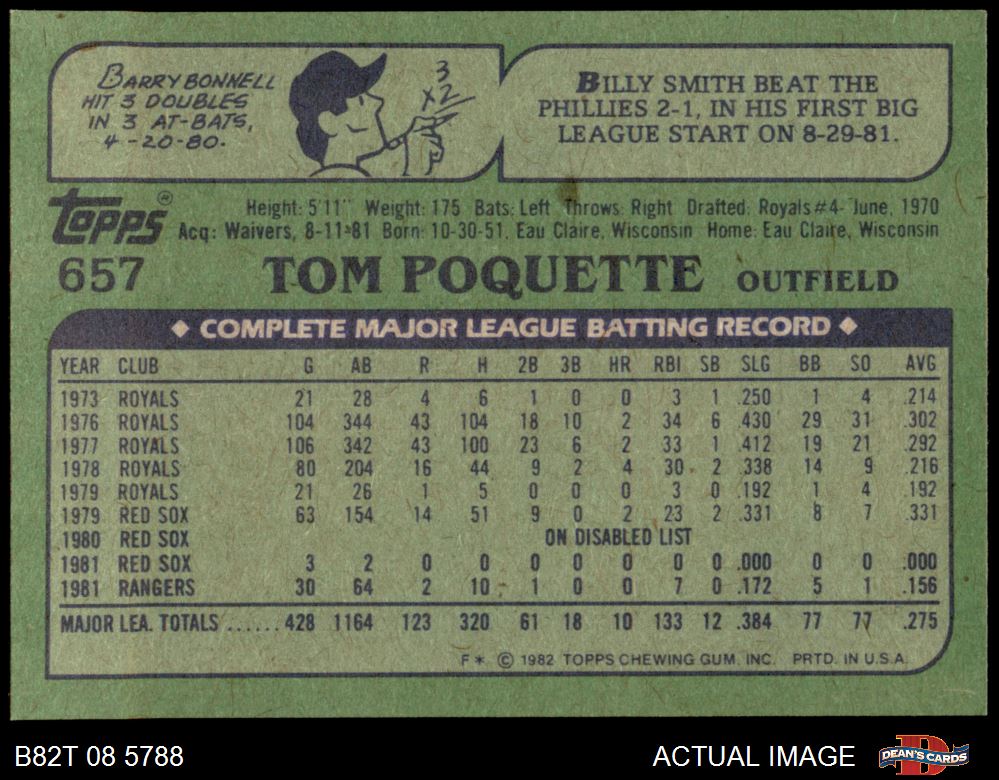 BARRY BONNELL
HIT 3 DOUBLES
IN 3 AT-BATS,
4-20-80.
3
X2
BILLY SMITH BEAT THE
PHILLIES 2-1, IN HIS FIRST BIG
LEAGUE START ON 8-29-81.
topps®
Height: 5'11" Weight: 175 Bats: Left Throws: Right Drafted: Royals #4- June, 1970
Acq: Waivers, 8-11-81 Born: 10-30-51, Eau Claire, Wisconsin Home: Eau Claire, Wisconsin
657 TOM POQUETTE OUTFIELD
◆ COMPLETE MAJOR LEAGUE BATTING RECORD ◆
YEAR CLUB G AB R H 2B 3B HR RBI SB SLG BB SO AVG
1973 ROYALS 21 28 4 6 1 0 0 3 1 .250 1 4 .214
1976 ROYALS 104 344 43 104 18 10 2 34 6 .430 29 31 .302
1977 ROYALS 106 342 43 100 23 6 2 33 1 .412 19 21 .292
1978 ROYALS 80 204 16 44 9 2 4 30 2 .338 14 9 .216
1979 ROYALS 21 26 1 5 0 0 0 3 0 .192 1 4 .192
1979 RED SOX 63 154 14 51 9 0 2 23 2 .331 8 7 .331
1980 RED SOX ON DISABLED LIST
1981 RED SOX 3 2 0 0 0 0 0 0 0 .000 0 0 .000
1981 RANGERS 30 64 2 10 1 0 0 7 0 .172 5 1 .156
MAJOR LEA. TOTALS ...... 428 1164 123 320 61 18 10 133 12 .384 77 77 .275
F*. © 1982 TOPPS CHEWING GUM, INC. PRTD. IN U.S.A.
B82T 08 5788 ACTUAL IMAGE DEAN'S CARDS